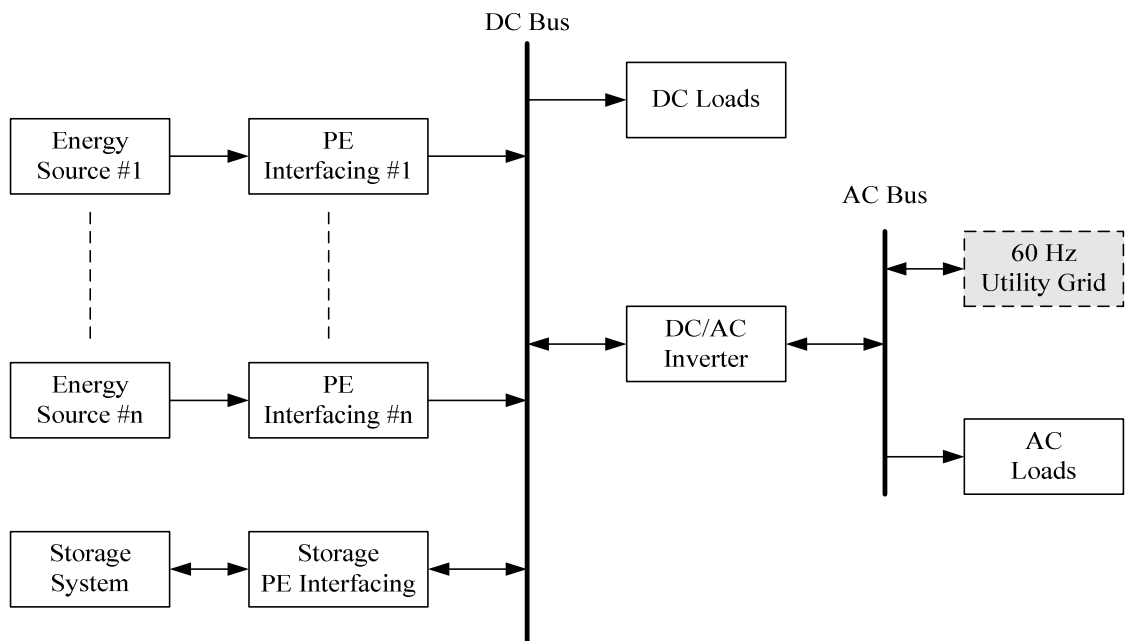 DC Bus
DC Loads
Energy
Source #1
PE
Interfacing #1
AC Bus
60 Hz
Utility Grid
DC/AC
Inverter
Energy
Source #n
PE
Interfacing #n
AC
Loads
Storage
System
Storage
PE Interfacing